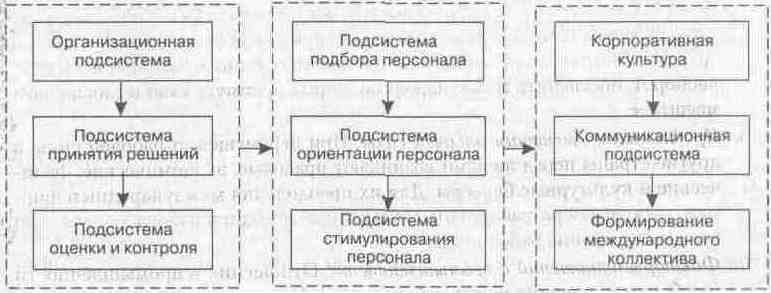 Организационная
подсистема
Подсистема
подбора персонала
Корпоративная
культура
Подсистема
принятия решений
Подсистема
ориентации персонала
Коммуникационная
подсистема
Подсистема
оценки и контроля
Подсистема
стимулирования
персонала
Формирование
международного
коллектива